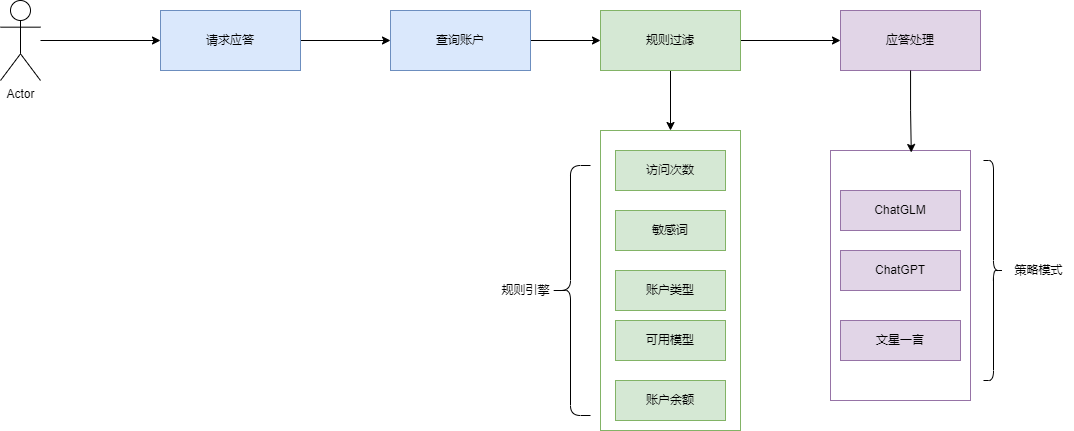 Actor
请求应答
查询账户
规则过滤
应答处理
规则引擎
访问次数
敏感词
账户类型
可用模型
账户余额
ChatGLM
ChatGPT
文星一言
策略模式